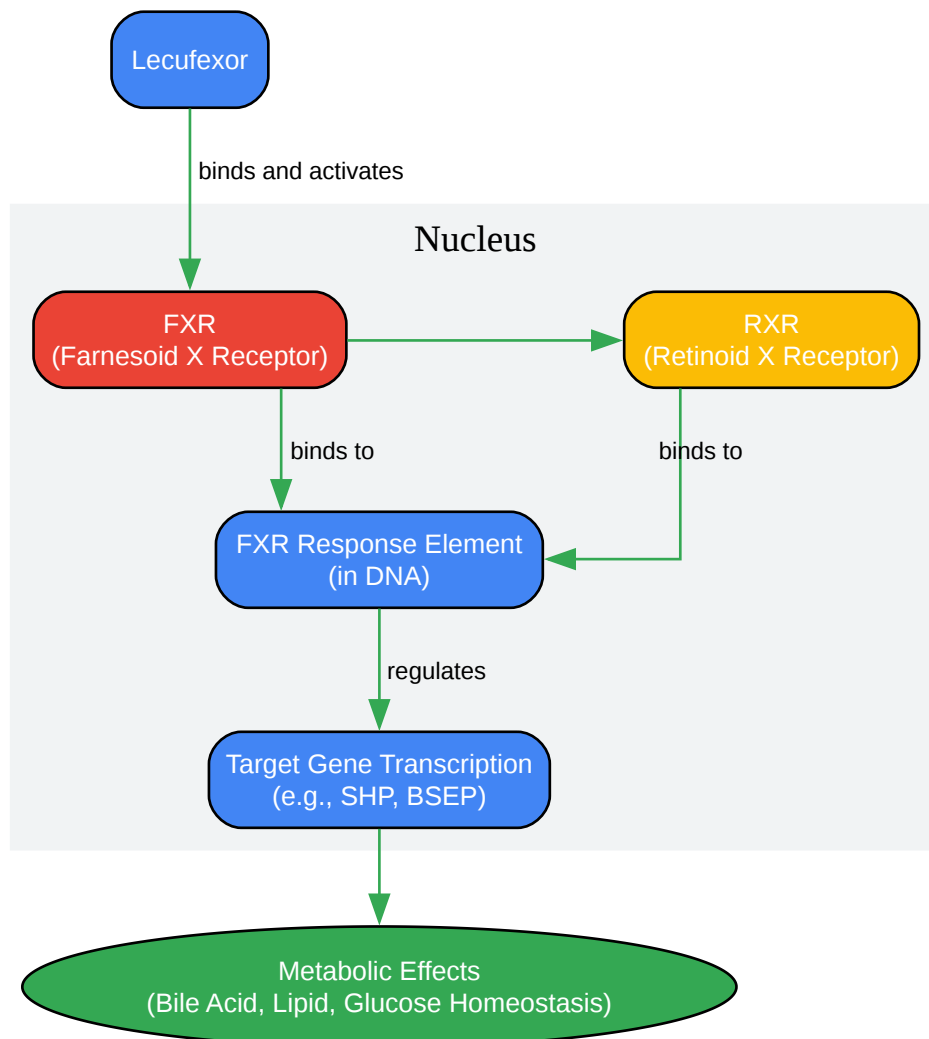 Lecufexor
binds and activates
Nucleus
FXR
(Farnesoid X Receptor)
RXR
(Retinoid X Receptor)
binds to
binds to
FXR Response Element
(in DNA)
regulates
Target Gene Transcription
(e.g., SHP, BSEP)
Metabolic Effects
(Bile Acid, Lipid, Glucose Homeostasis)